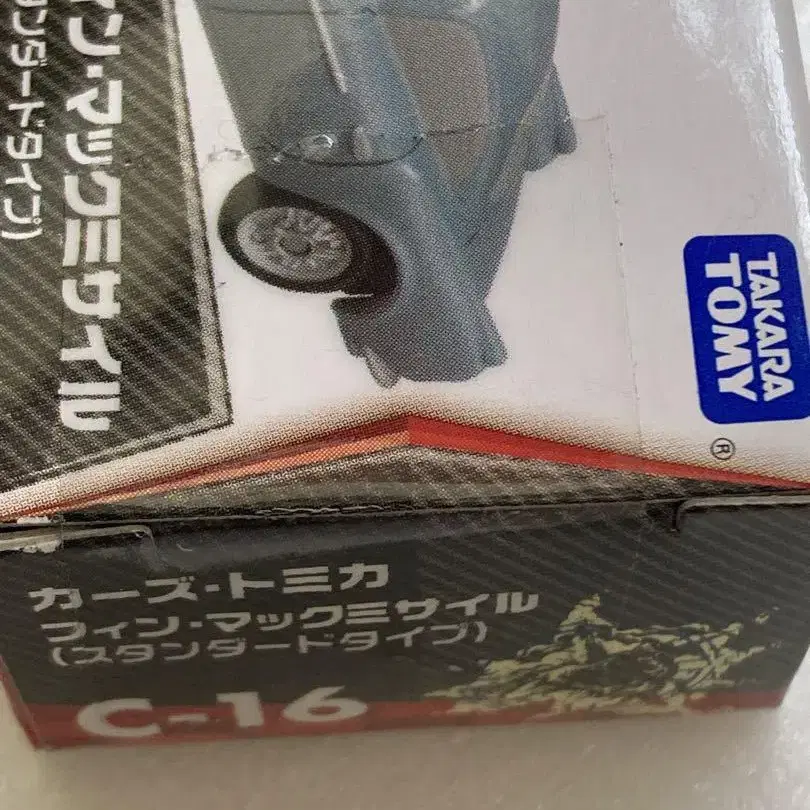 ィン・マックミサイル
ンダードタイプ)
TAKARA
TOMY
®
カーズ・トミカ
フィン・マックミサイル
(スタンダードタイプ)
C-16